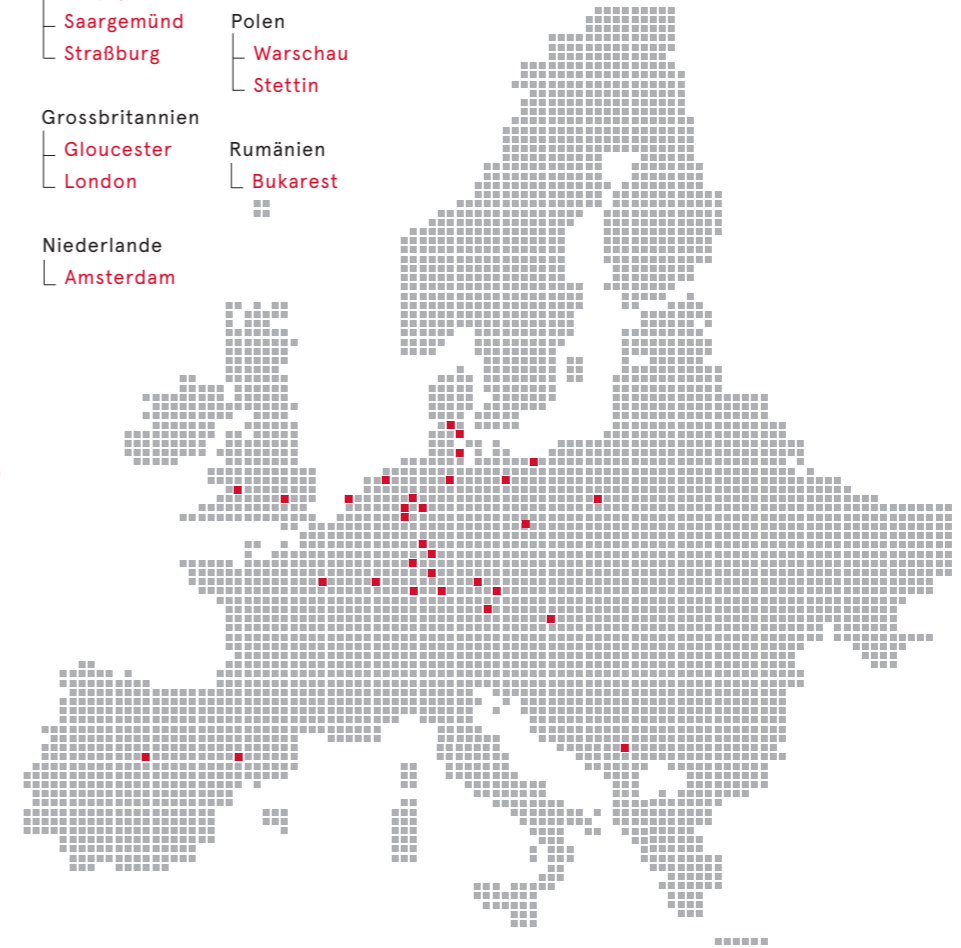 Saargemünd
Straßburg
Grossbritannien
Gloucester
London
Niederlande
Amsterdam
Polen
Warschau
Stettin
Rumänien
Bukarest